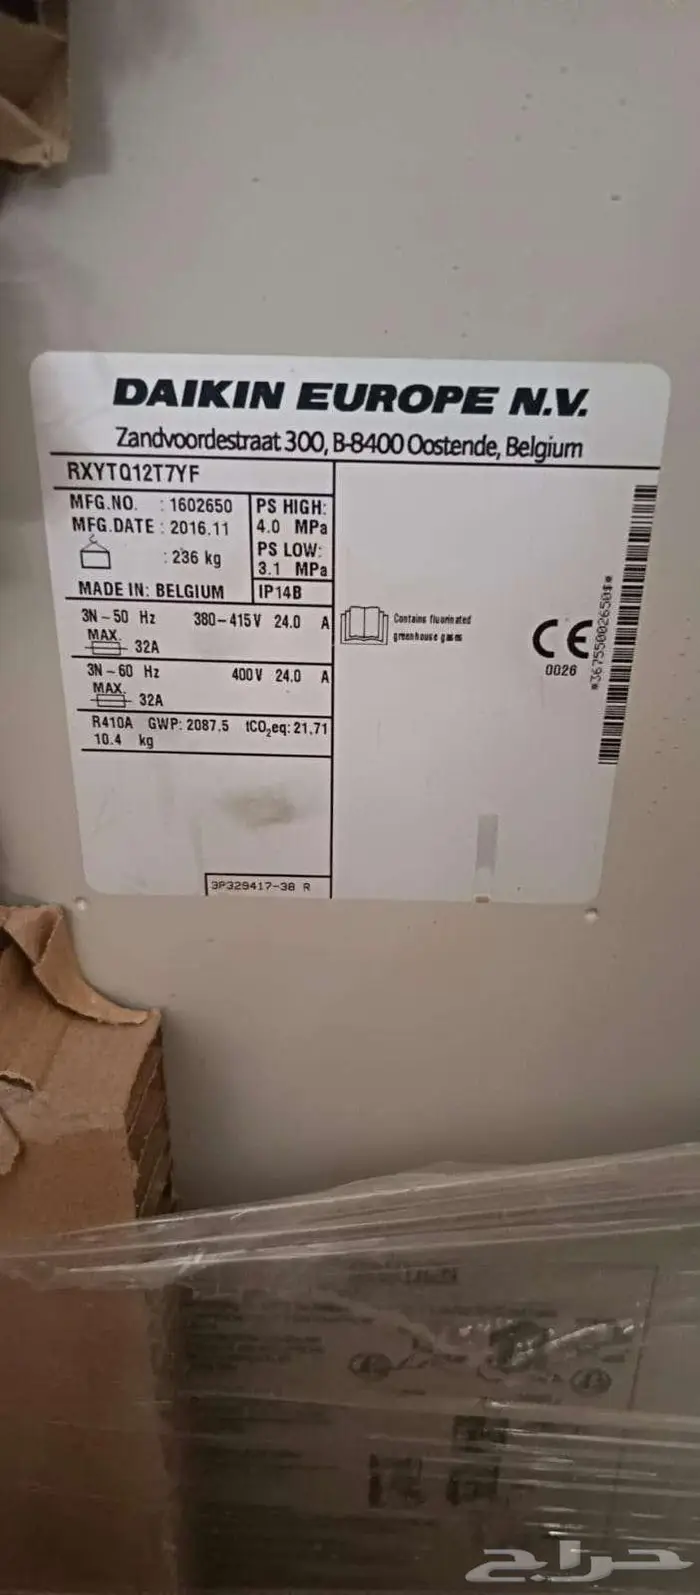 DAIKIN EUROPE N.V.
Zandvoordestraat 300, B-8400 Oostende, Belgium
RXYTQ12T7YF
MFG.NO. : 1602650
MFG.DATE : 2016.11
: 236 kg
MADE IN: BELGIUM
PS HIGH:
4.0 MPa
PS LOW:
3.1 MPa
IP14B
3N~50 Hz 380-415V 24.0 A
MAX. 32A
3N~60 Hz 400V 24.0 A
MAX. 32A
R410A GWP: 2087.5 tCO₂eq: 21,71
10.4 kg
3P329417-38 R
Contains fluorinated
greenhouse gases
CE
0026
*36755002650$*
حراج